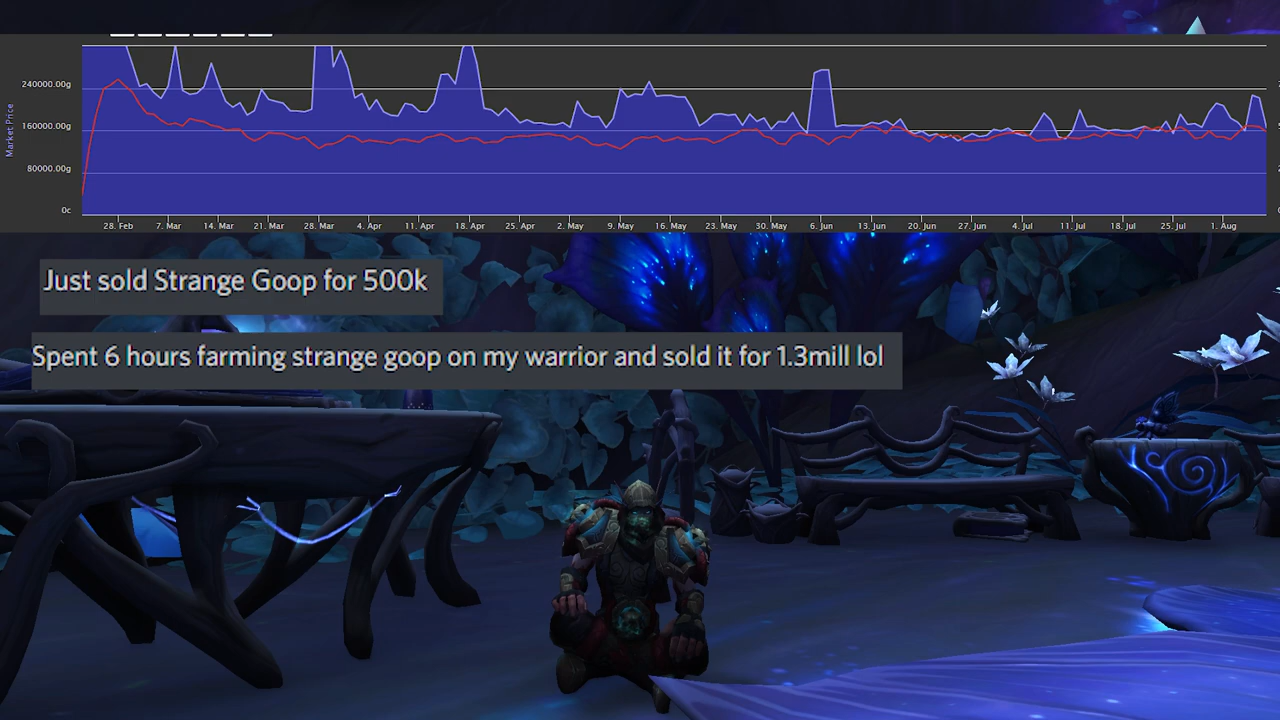 240000.00g
160000.00g
80000.00g
0c
Market Price
28. Feb 7. Mar 14. Mar 21. Mar 28. Mar 4. Apr 11. Apr 18. Apr 25. Apr 2. May 9. May 16. May 23. May 30. May 6. Jun 13. Jun 20. Jun 27. Jun 4. Jul 11. Jul 18. Jul 25. Jul 1. Aug
Just sold Strange Goop for 500k
Spent 6 hours farming strange goop on my warrior and sold it for 1.3mill lol